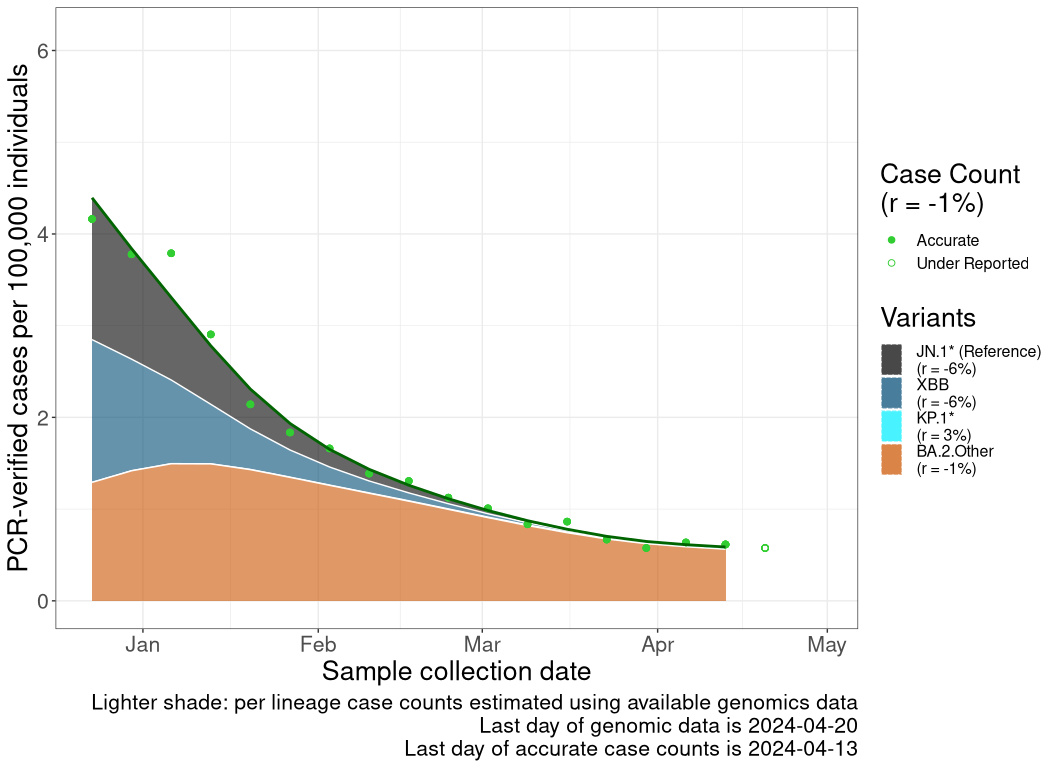 PCR-verified cases per 100,000 individuals
6
4
2
0
Jan Feb Mar Apr May
Sample collection date
Lighter shade: per lineage case counts estimated using available genomics data
Last day of genomic data is 2024-04-20
Last day of accurate case counts is 2024-04-13
Case Count
(r = -1%)
Accurate
Under Reported
Variants
JN.1* (Reference)
(r = -6%)
XBB
(r = -6%)
KP.1*
(r = 3%)
BA.2.Other
(r = -1%)